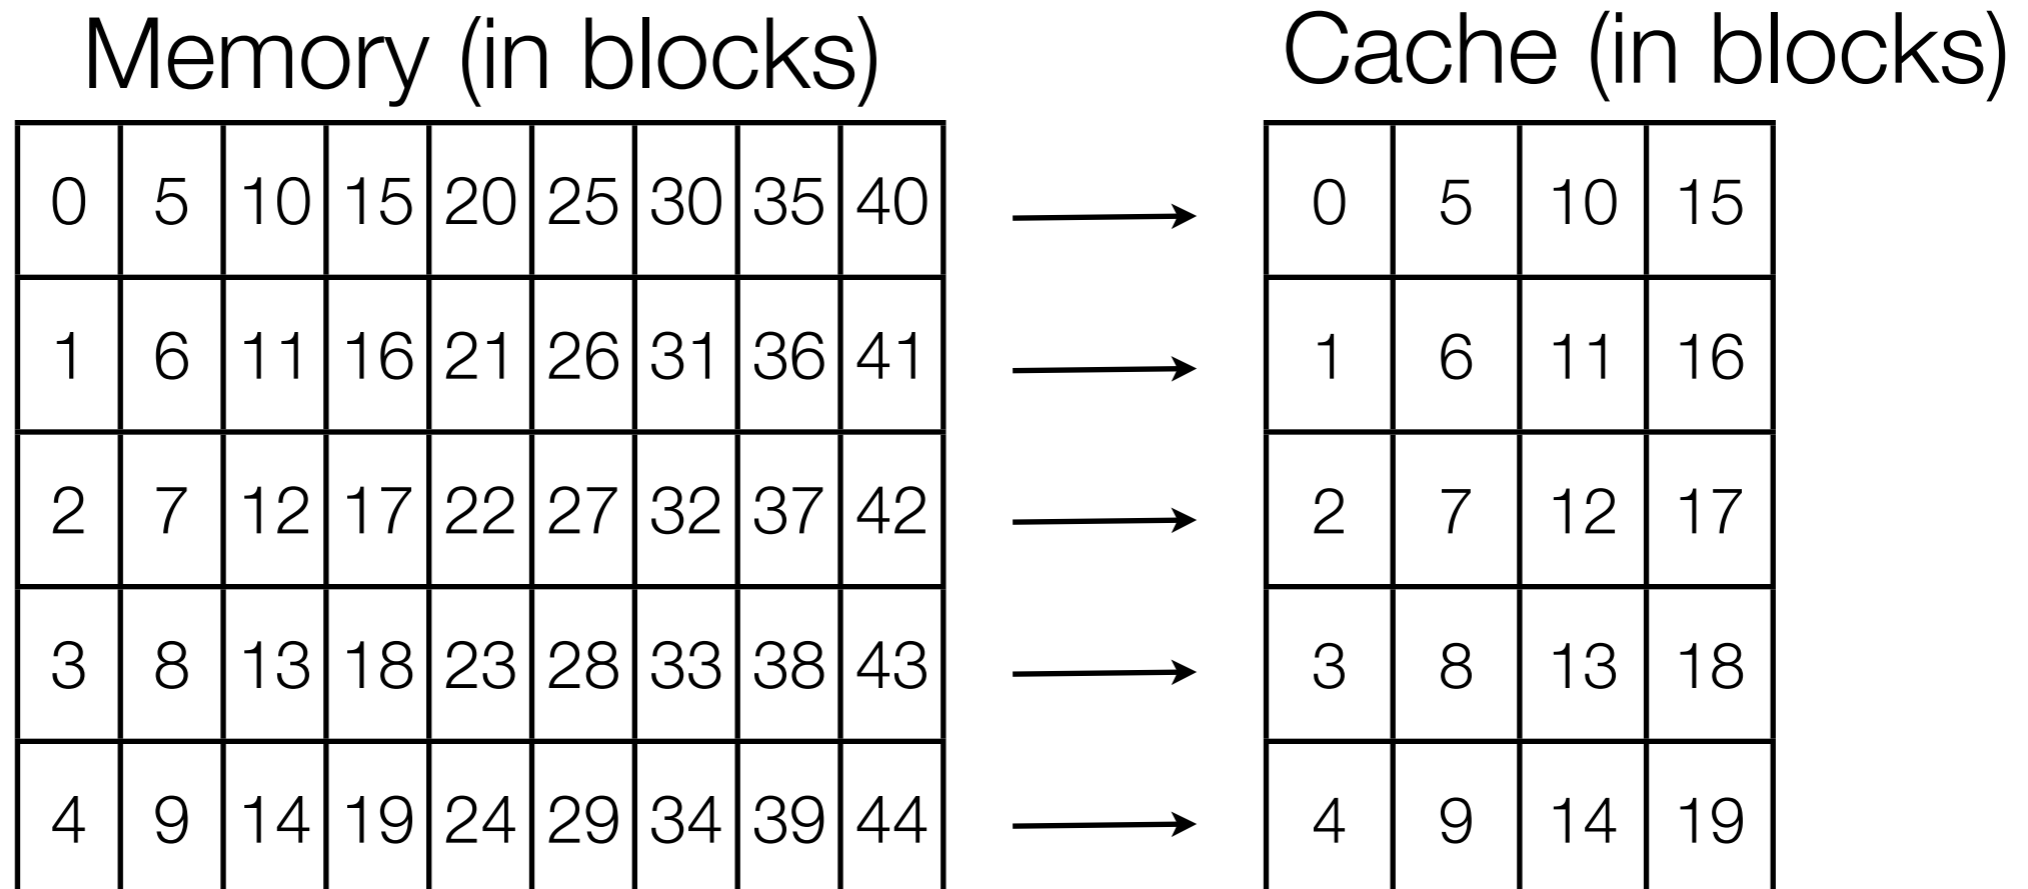 Memory (in blocks) Cache (in blocks)
0 5 10 15 20 25 30 35 40 0 5 10 15
1 6 11 16 21 26 31 36 41 1 6 11 16
2 7 12 17 22 27 32 37 42 2 7 12 17
3 8 13 18 23 28 33 38 43 3 8 13 18
4 9 14 19 24 29 34 39 44 4 9 14 19